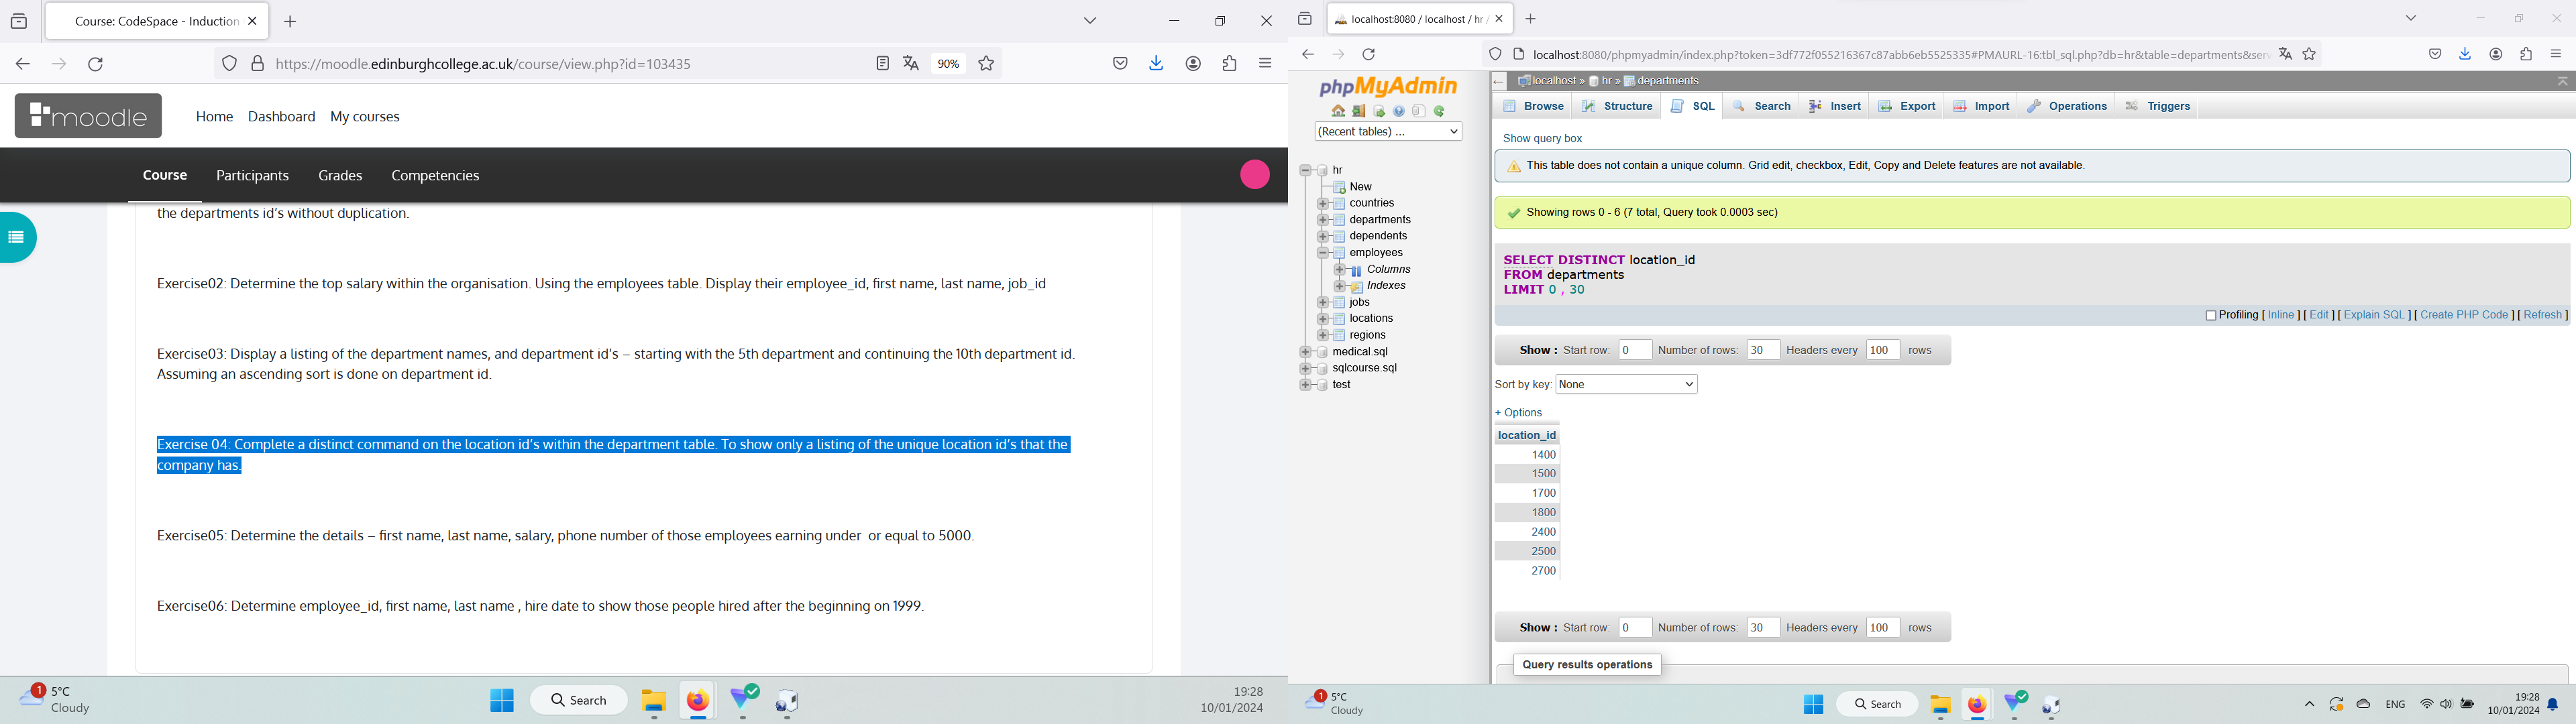 Course: CodeSpace - Induction
https://moodle.edinburghcollege.ac.uk/course/view.php?id=103435
90%
moodle
Home Dashboard My courses
Course Participants Grades Competencies
the departments id's without duplication.
Exercise02: Determine the top salary within the organisation. Using the employees table. Display their employee_id, first name, last name, job_id
Exercise03: Display a listing of the department names, and department id's – starting with the 5th department and continuing the 10th department id.
Assuming an ascending sort is done on department id.
Exercise 04: Complete a distinct command on the location id's within the department table. To show only a listing of the unique location id's that the
company has.
Exercise05: Determine the details – first name, last name, salary, phone number of those employees earning under  or equal to 5000.
Exercise06: Determine employee_id, first name, last name , hire date to show those people hired after the beginning on 1999.
1
5°C
Cloudy
Search
19:28
10/01/2024
localhost:8080 / localhost / hr /
localhost:8080/phpmyadmin/index.php?token=3df772f055216367c87abb6eb5525335#PMAURL-16:tbl_sql.php?db=hr&table=departments&serv
phpMyAdmin
(Recent tables) ...
hr
New
countries
departments
dependents
employees
Columns
Indexes
jobs
locations
regions
medical.sql
sqlcourse.sql
test
localhost » hr » departments
Browse Structure SQL Search Insert Export Import Operations Triggers
Show query box
This table does not contain a unique column. Grid edit, checkbox, Edit, Copy and Delete features are not available.
Showing rows 0 - 6 (7 total, Query took 0.0003 sec)
SELECT DISTINCT location_id
FROM departments
LIMIT 0 , 30
Profiling [ Inline ] [ Edit ] [ Explain SQL ] [ Create PHP Code ] [ Refresh ]
Show : Start row: 0 Number of rows: 30 Headers every 100 rows
Sort by key: None
+ Options
location_id
1400
1500
1700
1800
2400
2500
2700
Show : Start row: 0 Number of rows: 30 Headers every 100 rows
Query results operations
1
5°C
Cloudy
Search
ENG
19:28
10/01/2024